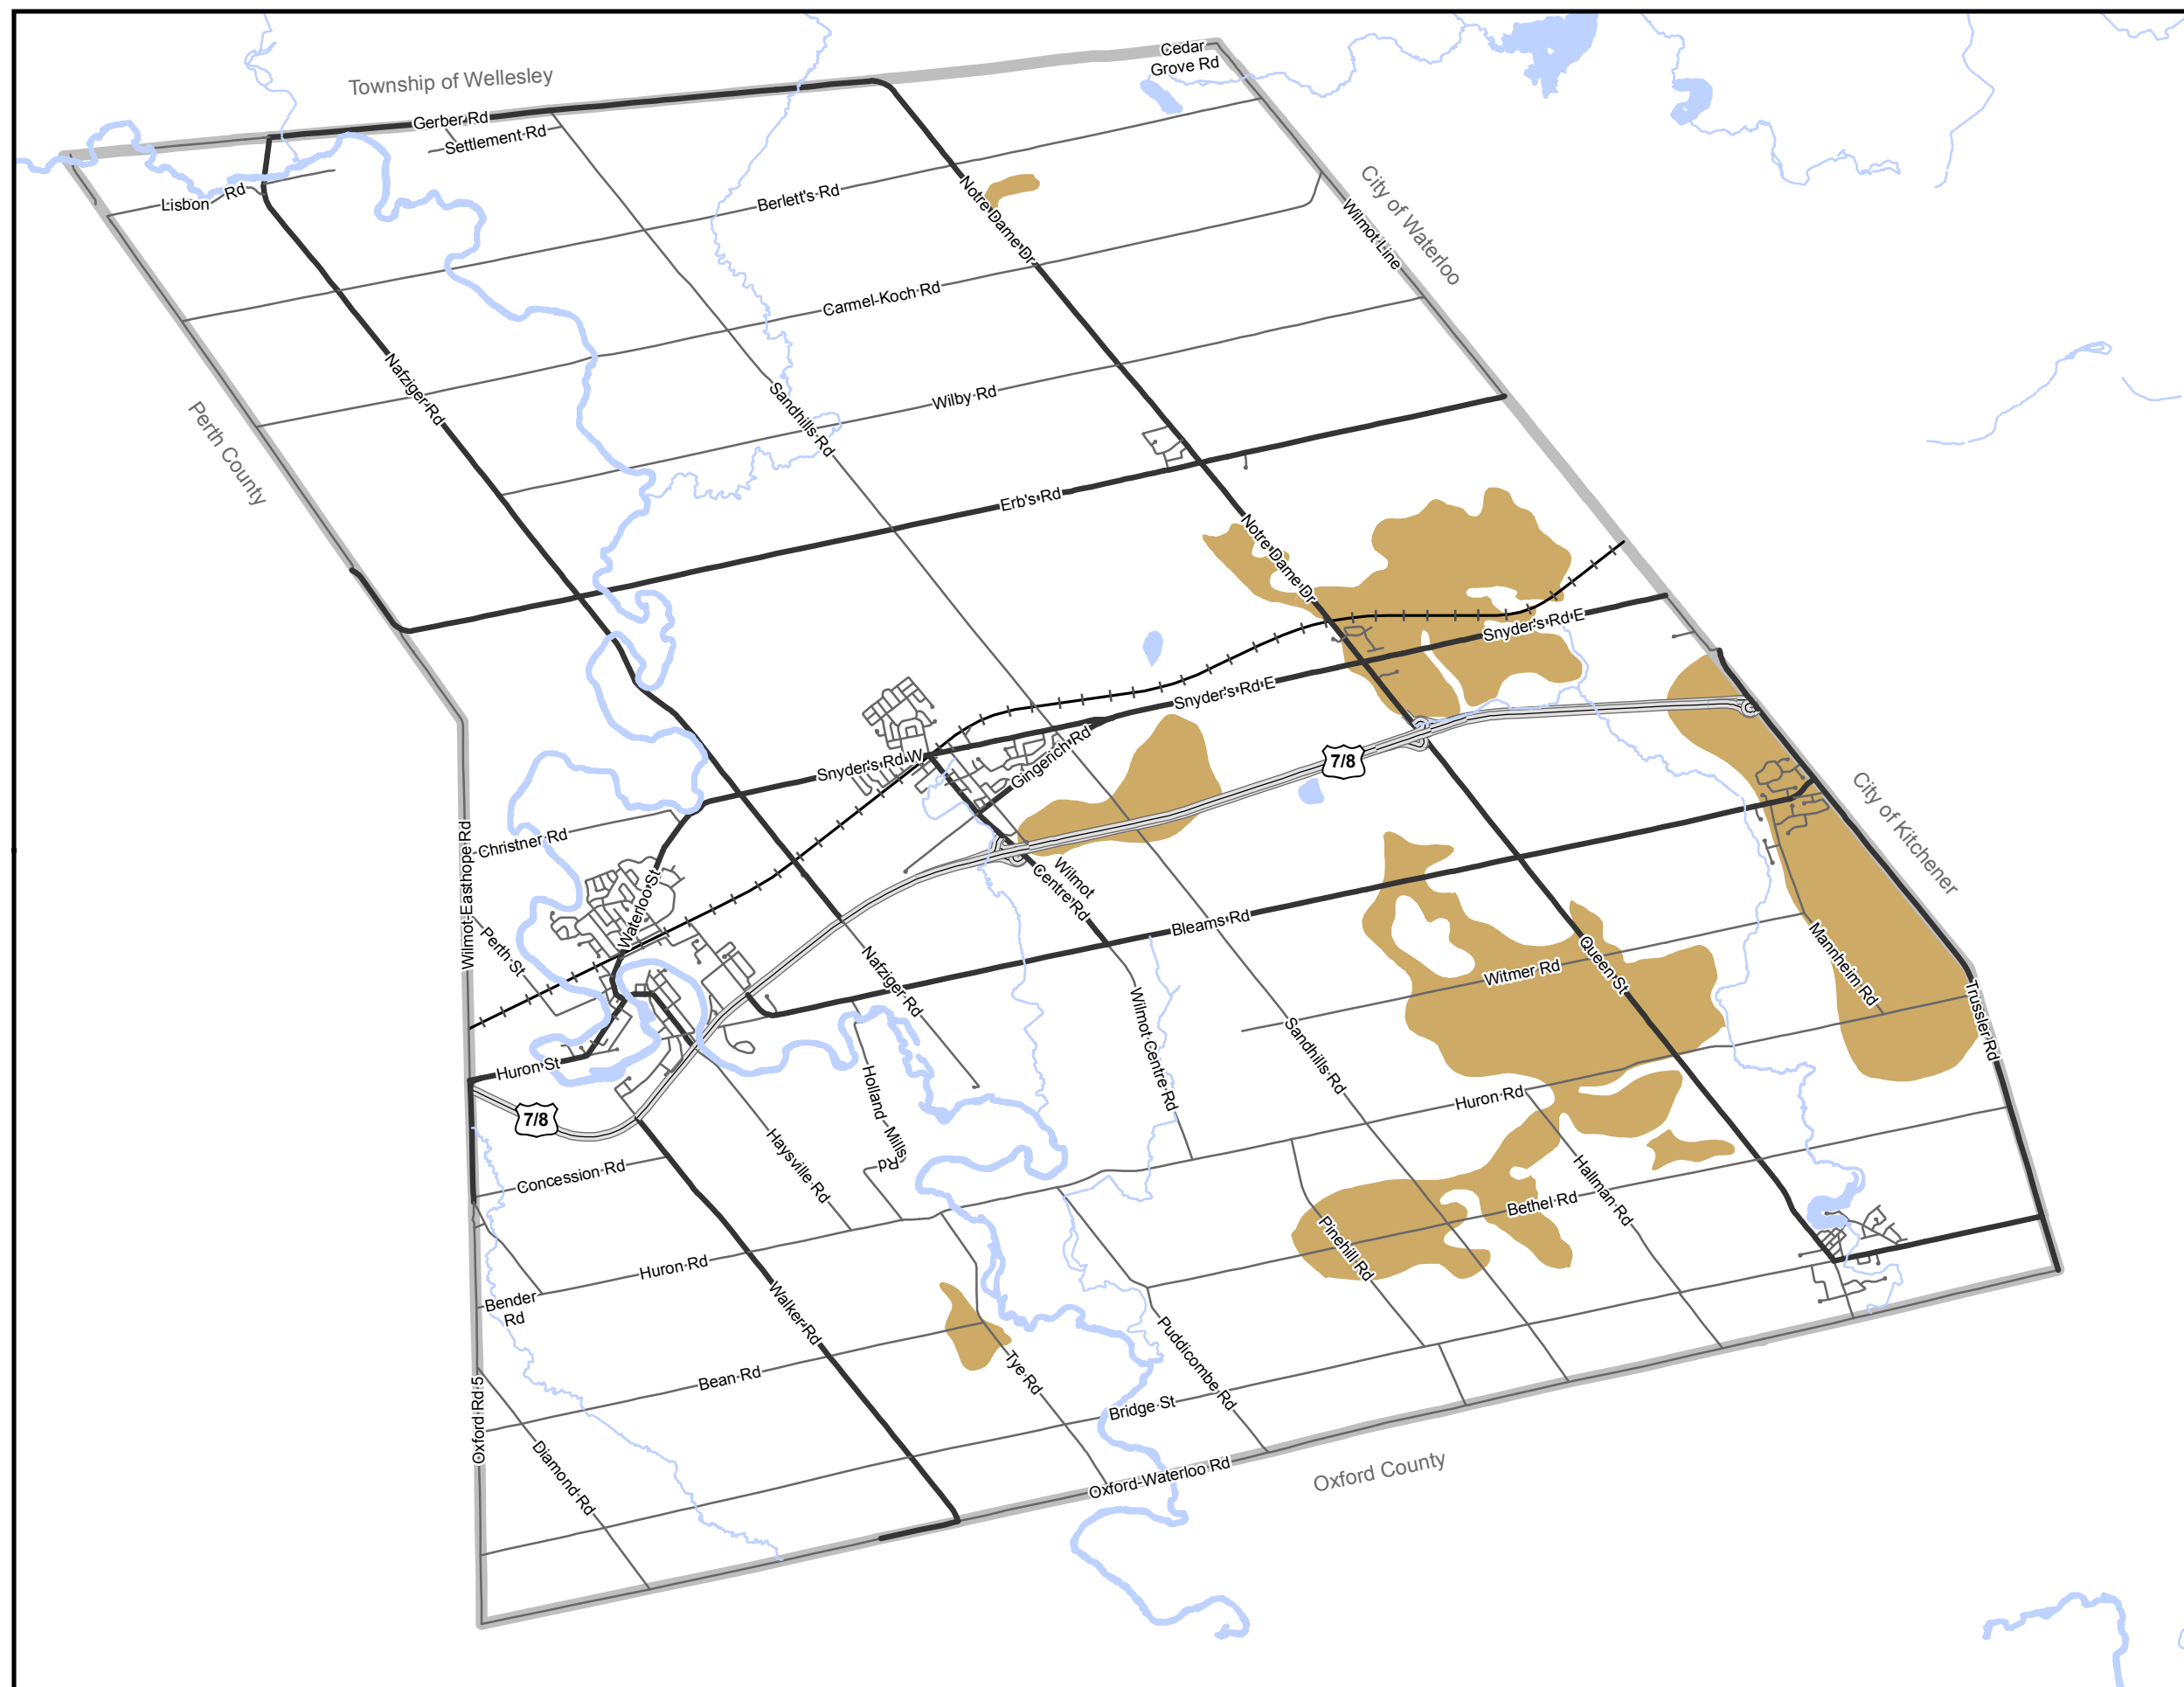 Cedar
Grove Rd
Township of Wellesley
Gerber Rd
Settlement Rd
Lisbon Rd
Berlett's Rd
Notre Dame Dr
City of Waterloo
Wilmot Line
Carmel-Koch Rd
Nafziger Rd
Sandhills Rd
Wilby Rd
Perth County
Erb's Rd
Notre Dame Dr
Snyder's Rd E
Snyder's Rd E
Gingerich Rd
Snyder's Rd W
7/8
City of Kitchener
Christner Rd
Wilmot-Easthope Rd
Waterloo St
Wilmot
Centre Rd
Bleams Rd
Perth St
Nafziger Rd
Queen St
Witmer Rd
Mannheim Rd
Trussler Rd
Wilmot Centre Rd
Sandhills Rd
Huron St
7/8
Holland Mills
Rd
Huron Rd
Haysville Rd
Concession Rd
Hallman Rd
Bethel Rd
Pinehill Rd
Huron Rd
Bender
Rd
Walker Rd
Puddicombe Rd
Tye Rd
Bean Rd
Bridge St
Oxford Rd 5
Diamond Rd
Oxford-Waterloo Rd
Oxford County